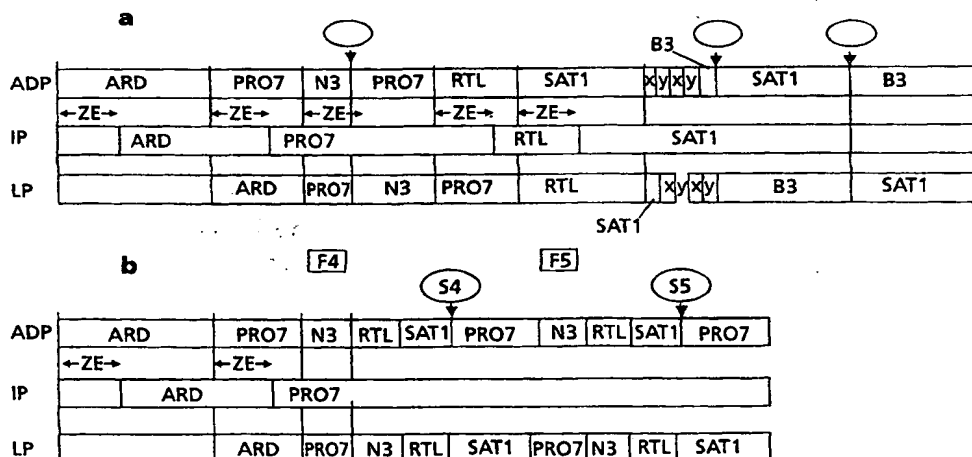 a
B3
ADP ARD PRO7 N3 PRO7 RTL SAT1 x y x y SAT1 B3
ZE ZE ZE ZE ZE
IP ARD PRO7 RTL SAT1
LP ARD PRO7 N3 PRO7 RTL x y x y B3 SAT1
SAT1
b F4 F5
S4 S5
ADP ARD PRO7 N3 RTL SAT1 PRO7 N3 RTL SAT1 PRO7
ZE ZE
IP ARD PRO7
LP ARD PRO7 N3 RTL SAT1 PRO7 N3 RTL SAT1